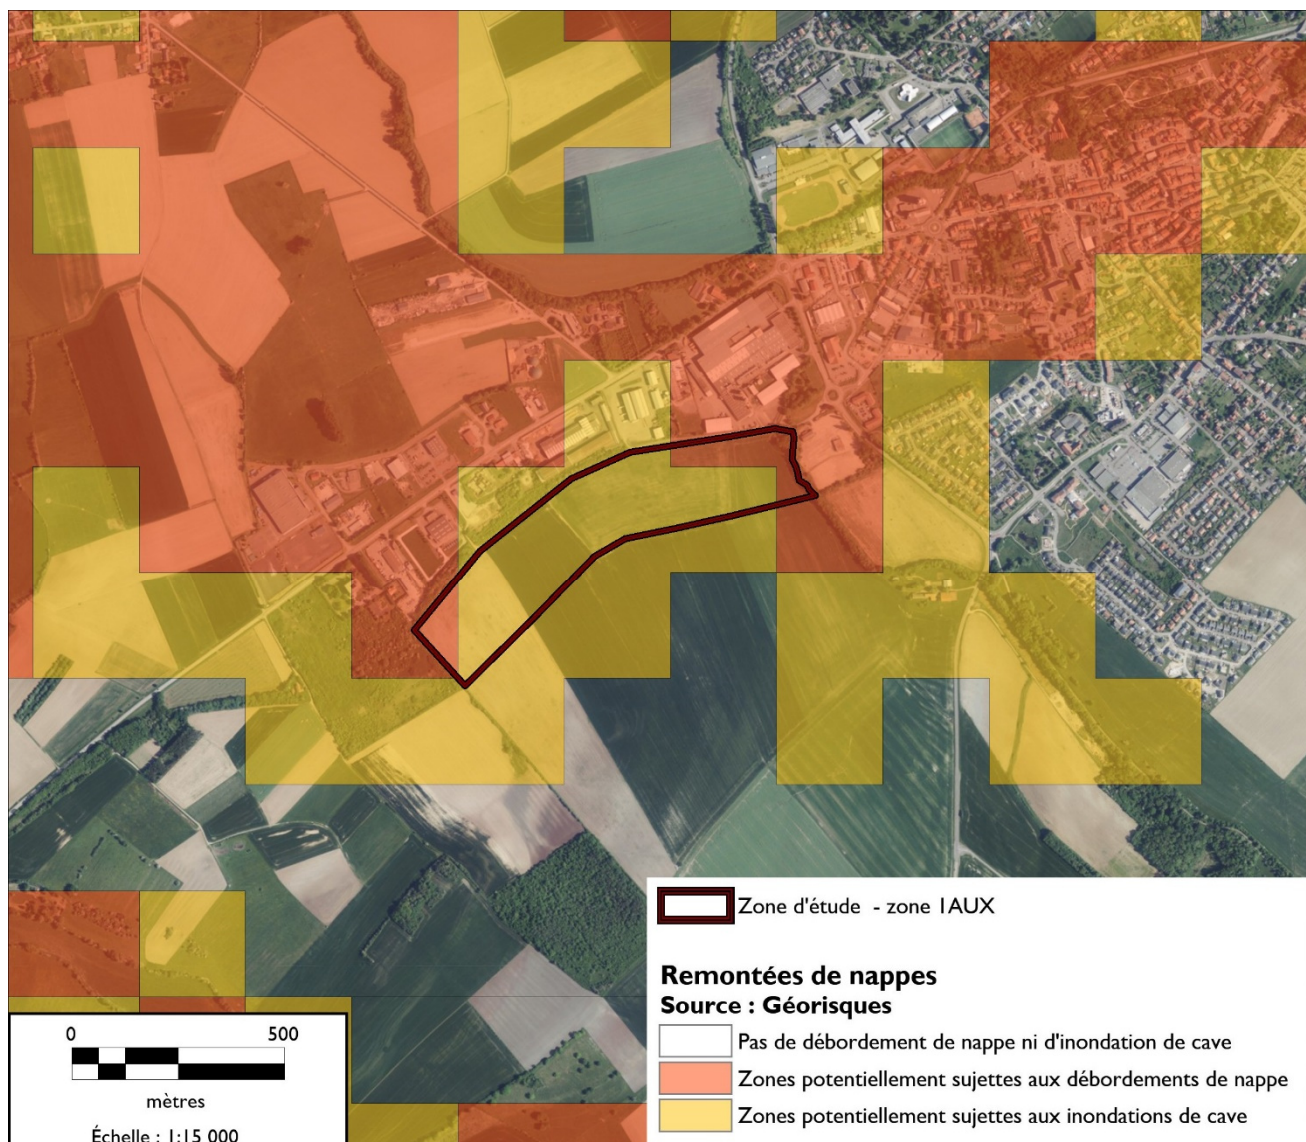 Zone d'étude - zone 1AUX
Remontées de nappes
Source : Géorisques
Pas de débordement de nappe ni d'inondation de cave
Zones potentiellement sujettes aux débordements de nappe
Zones potentiellement sujettes aux inondations de cave
0 500
mètres
Échelle : 1:15 000